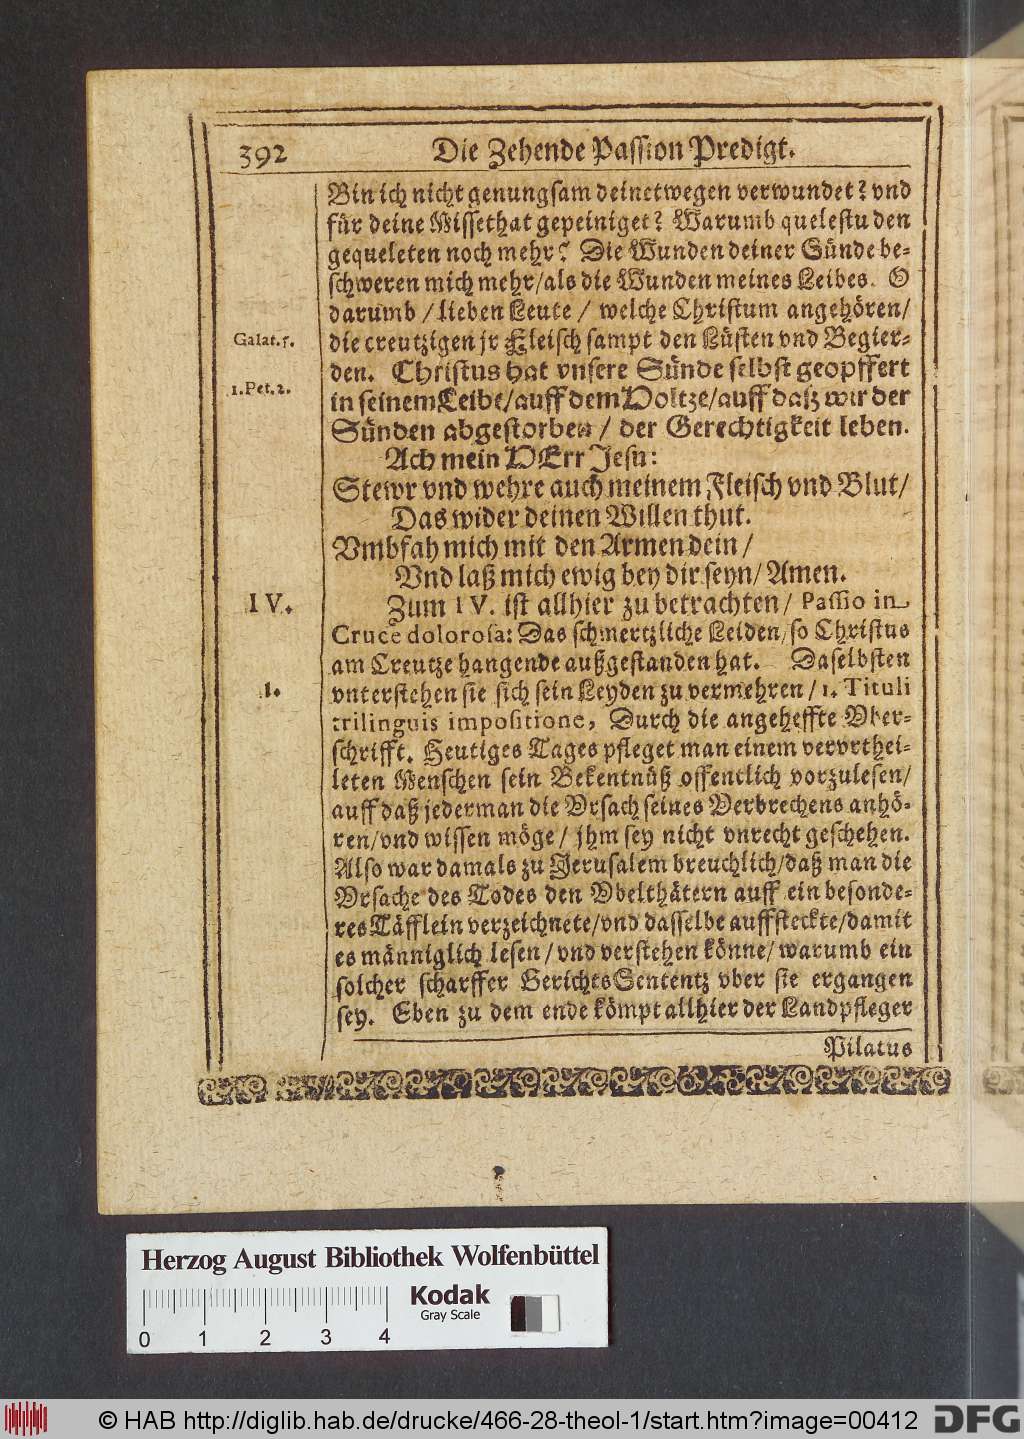 392 Die Zehende Passion Predigt.
Bin ich nicht genungsam deinetwegen verwundet? vnd
für deine Missethat gepeiniget? Warumb quelestu den
gequeleten noch mehr? Die Wunden deiner Sünde be-
schweren mich mehr/als die Wunden meines Leibes. O
darumb / lieben Leute / welche Christum angehören/
Galat. 5. die creutzigen jr Fleisch sampt den Lüsten vnd Begier-
den. Christus hat vnsere Sünde selbst geopffert
1. Pet. 2. in seinem Leibe/auff dem Holtze/auff daß wir der
Sünden abgestorben / der Gerechtigkeit leben.
Ach mein HErr Jesu:
Stewr vnd wehre auch meinem Fleisch vnd Blut/
Das wider deinen Willen thut.
Vmbfah mich mit den Armen dein /
Vnd laß mich ewig bey dir seyn/ Amen.
IV. Zum IV. ist allhier zu betrachten/ Passio in
Cruce dolorosa: Das schmertzliche Leiden/so Christus
am Creutze hangende außgestanden hat. Daselbsten
1. vnterstehen sie sich sein Leyden zu vermehren / 1. Tituli
trilinguis impositione, Durch die angeheffte Vber-
schrifft. Heutiges Tages pfleget man einem vervrthei-
leten Menschen sein Bekentnüß offentlich vorzulesen/
auff daß jederman die Vrsach seines Verbrechens anhö-
ren/vnd wissen möge / jhm sey nicht vnrecht geschehen.
Also war damals zu Jerusalem breuchlich/daß man die
Vrsache des Todes den Vbelthätern auff ein besonde-
res Täfflein verzeichnete/vnd dasselbe auffsteckte/damit
es männiglich lesen / vnd verstehen könne/ warumb ein
solcher scharffer GerichtsSententz vber sie ergangen
sey. Eben zu dem ende kömpt allhier der Landpfleger
Pilatus
Herzog August Bibliothek Wolfenbüttel
Kodak
Gray Scale
0 1 2 3 4
© HAB http://diglib.hab.de/drucke/466-28-theol-1/start.htm?image=00412 DFG